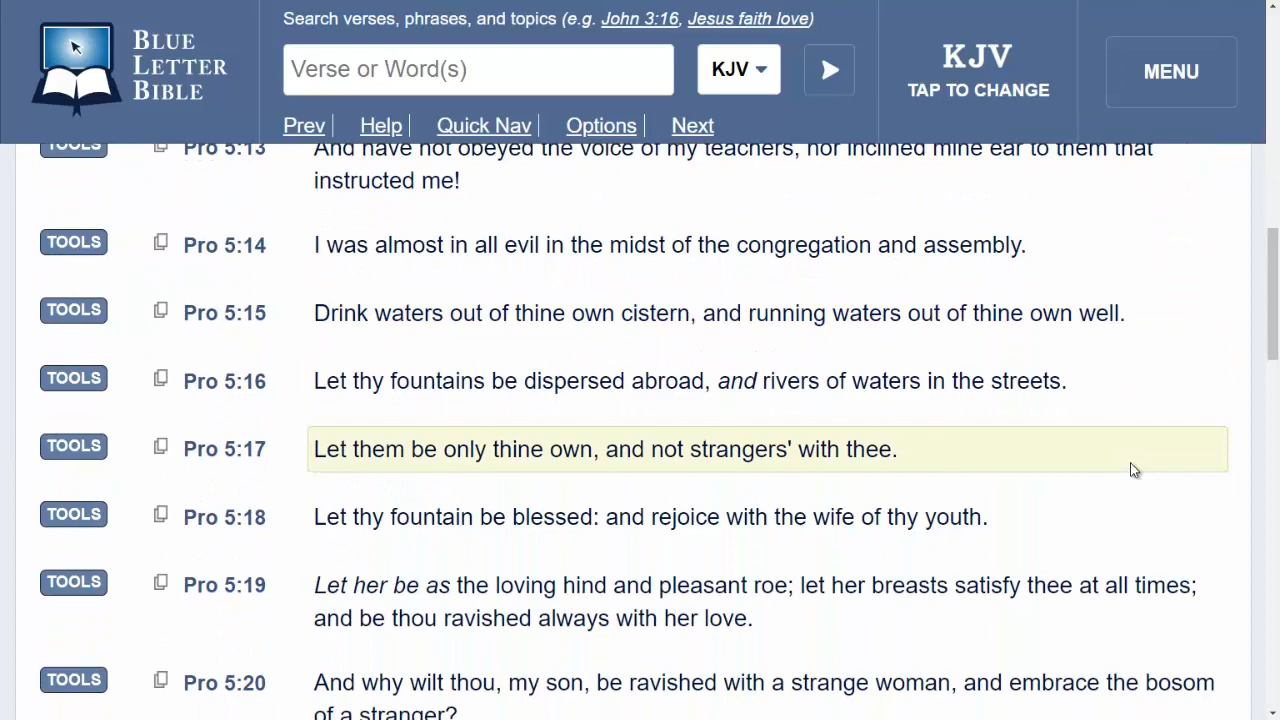 Search verses, phrases, and topics (e.g. John 3:16, Jesus faith love)
BLUE
LETTER
BIBLE
Verse or Word(s)
KJV
KJV
TAP TO CHANGE
MENU
Prev
Help
Quick Nav
Options
Next
TOOLS Pro 5:13 And have not obeyed the voice of my teachers, nor inclined mine ear to them that
instructed me!
TOOLS Pro 5:14 I was almost in all evil in the midst of the congregation and assembly.
TOOLS Pro 5:15 Drink waters out of thine own cistern, and running waters out of thine own well.
TOOLS Pro 5:16 Let thy fountains be dispersed abroad, and rivers of waters in the streets.
TOOLS Pro 5:17 Let them be only thine own, and not strangers' with thee.
TOOLS Pro 5:18 Let thy fountain be blessed: and rejoice with the wife of thy youth.
TOOLS Pro 5:19 Let her be as the loving hind and pleasant roe; let her breasts satisfy thee at all times;
and be thou ravished always with her love.
TOOLS Pro 5:20 And why wilt thou, my son, be ravished with a strange woman, and embrace the bosom
of a stranger?